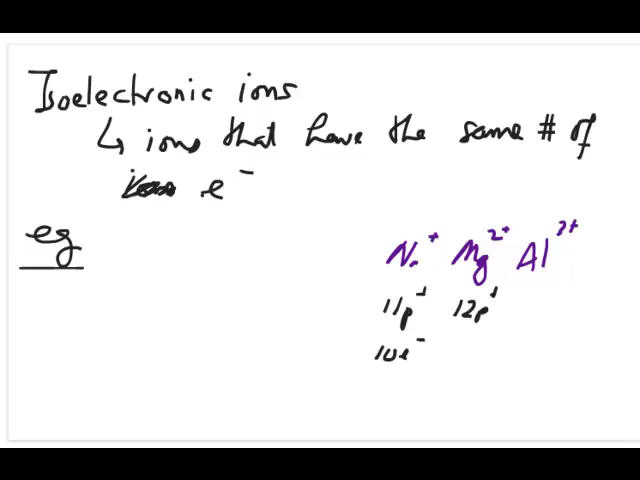 Isoelectronic ions
↳ ions that have the same # of
e⁻
eg
Na⁺ Mg²⁺ Al³⁺
11p⁺ 12p⁺
10e⁻